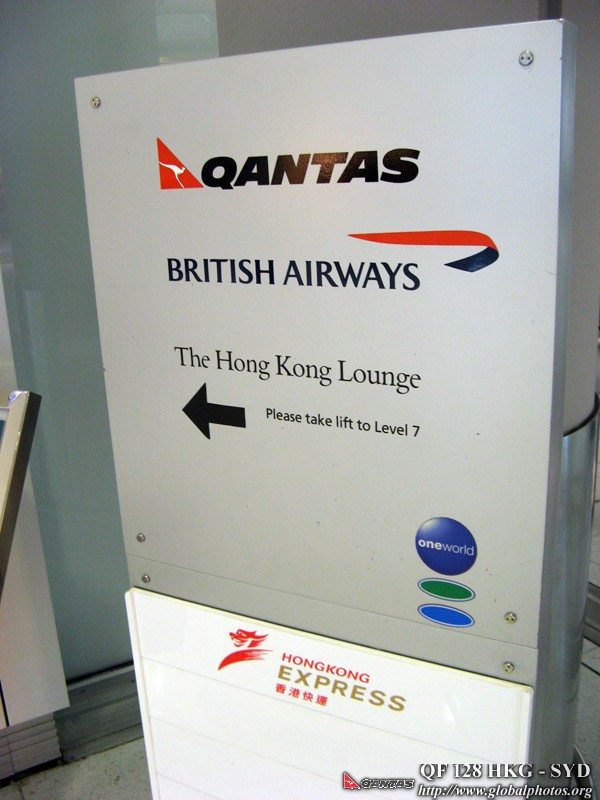 QANTAS
BRITISH AIRWAYS
The Hong Kong Lounge
Please take lift to Level 7
oneworld
HONGKONG
EXPRESS
香港快運
QANTAS QF 128 HKG - SYD
http://www.globalphotos.org